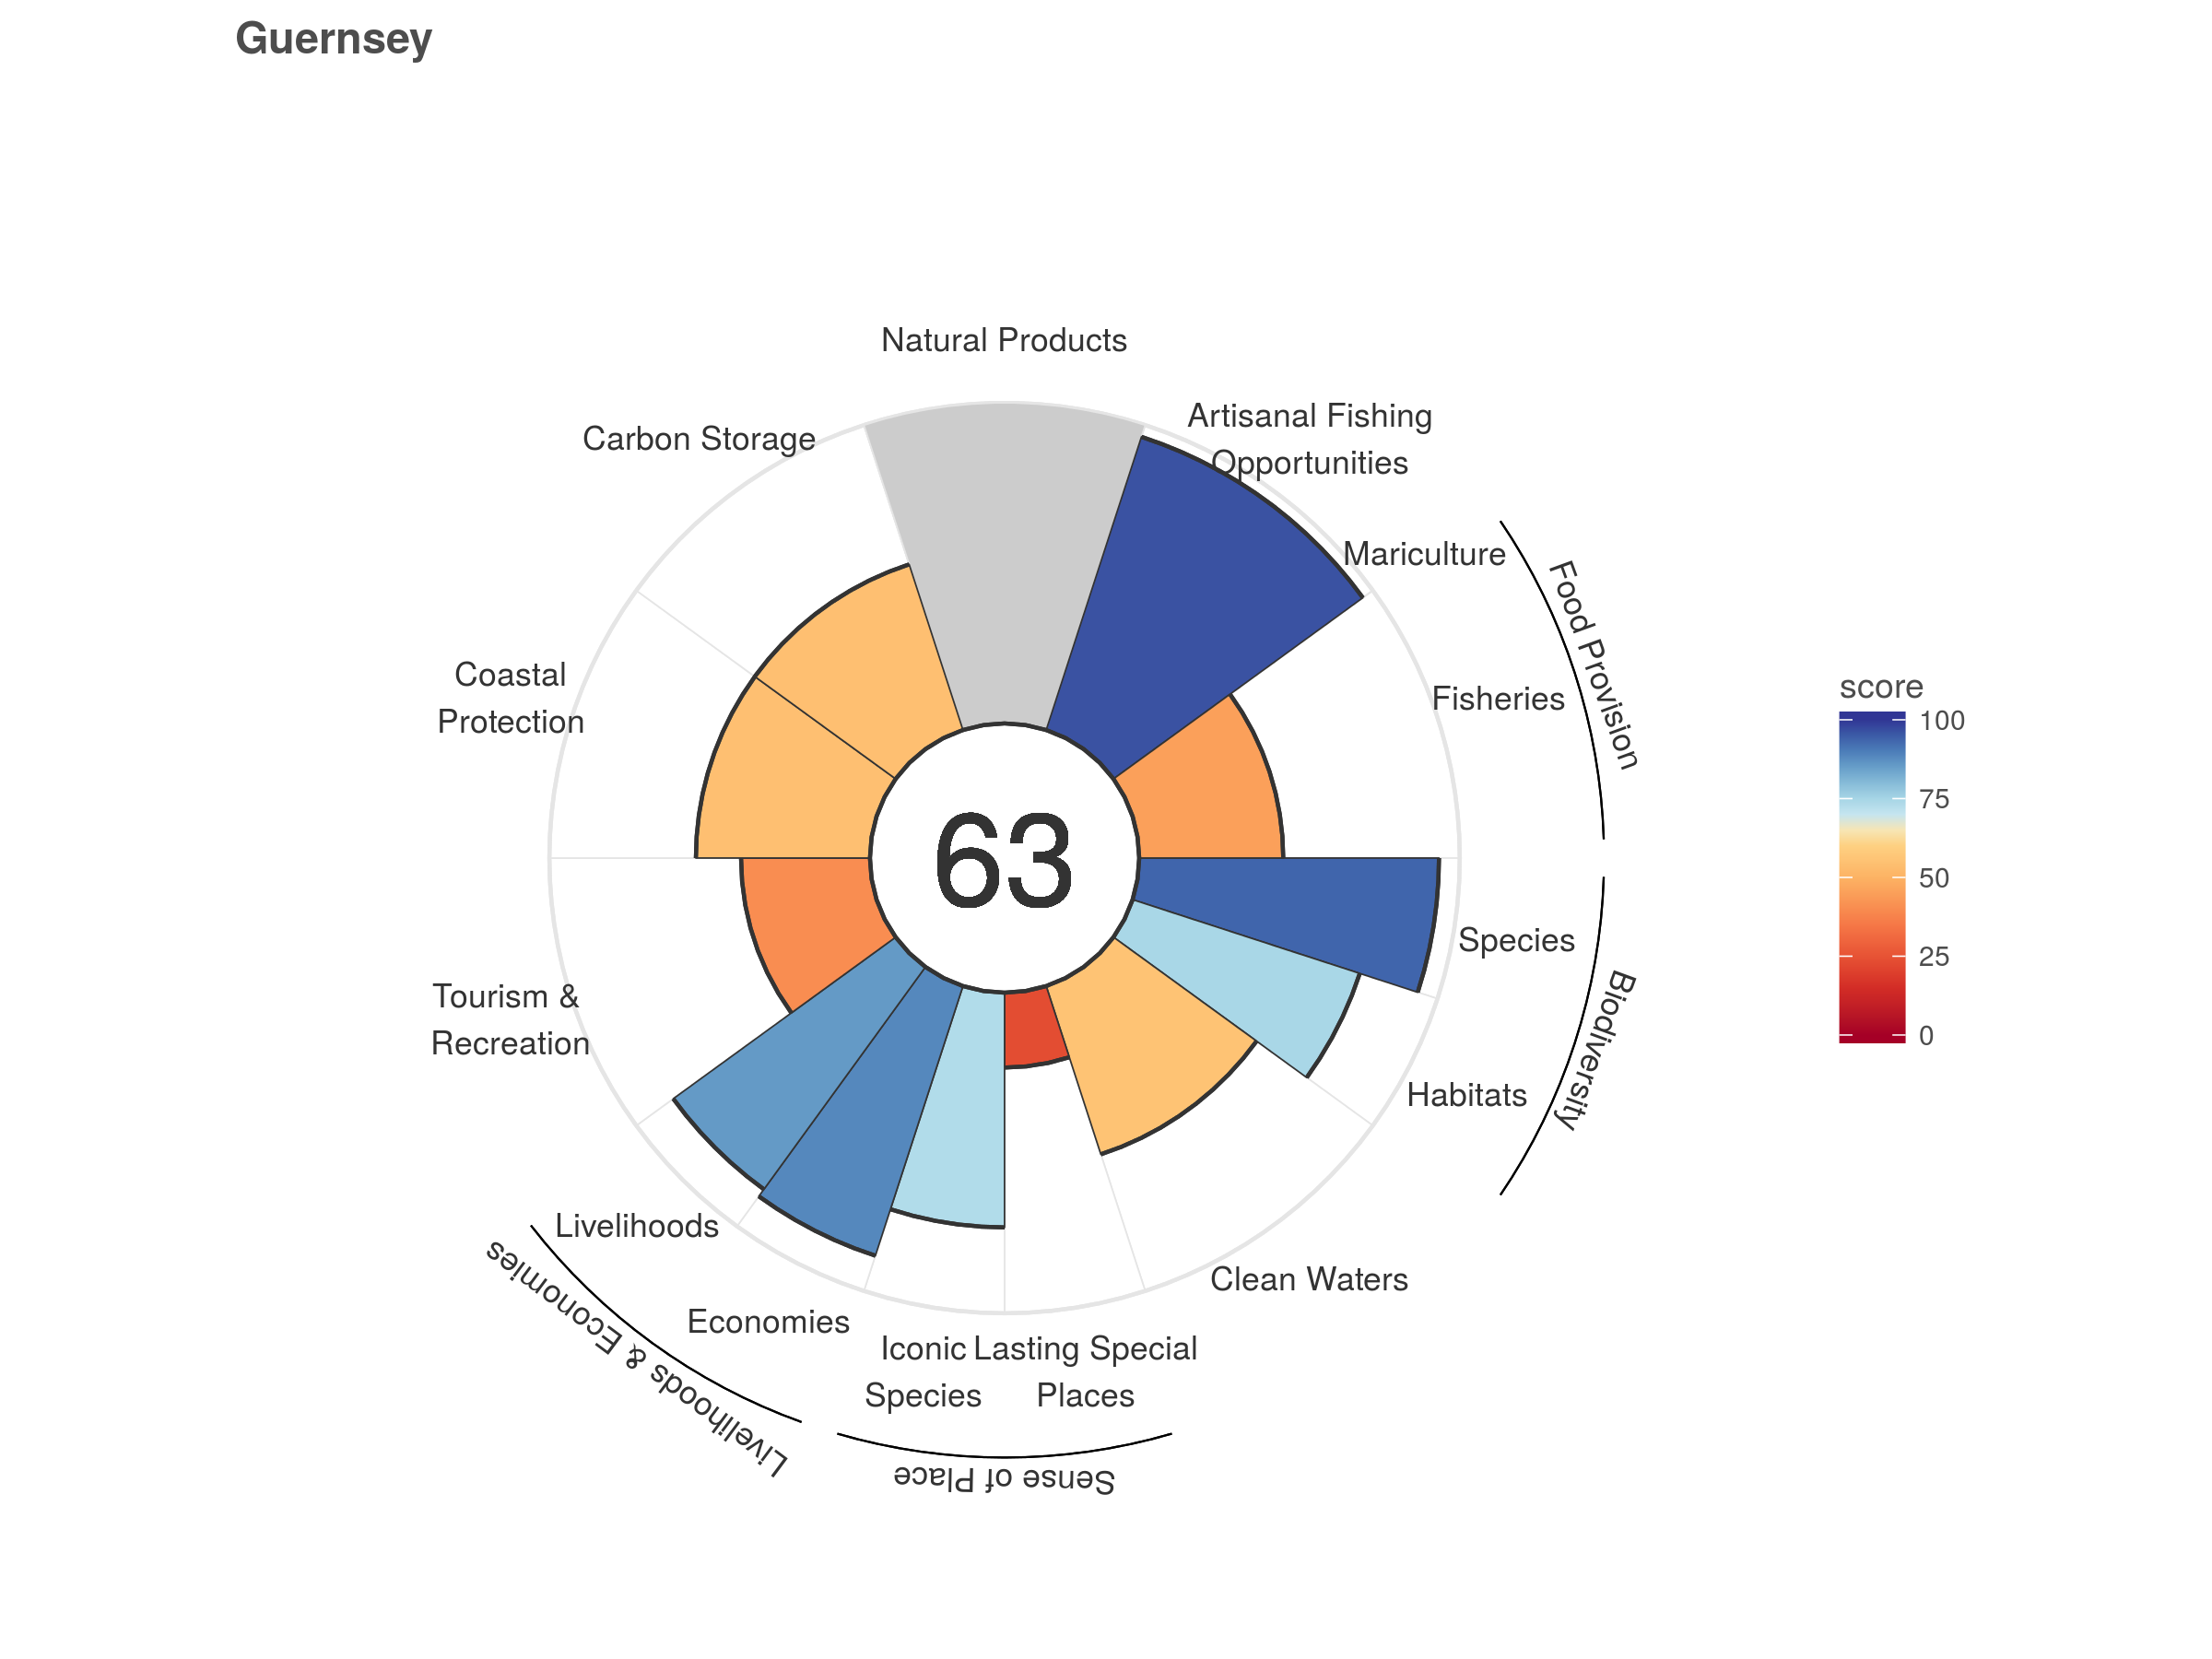 Guernsey
Natural Products
Artisanal Fishing
Opportunities
Carbon Storage
Mariculture
Food Provision
Fisheries
Coastal
Protection
score
100
75
50
25
0
63
Species
Biodiversity
Habitats
Tourism &
Recreation
Livelihoods
Clean Waters
Economies
Livelihoods & Economies
Iconic
Species
Lasting Special
Places
Sense of Place